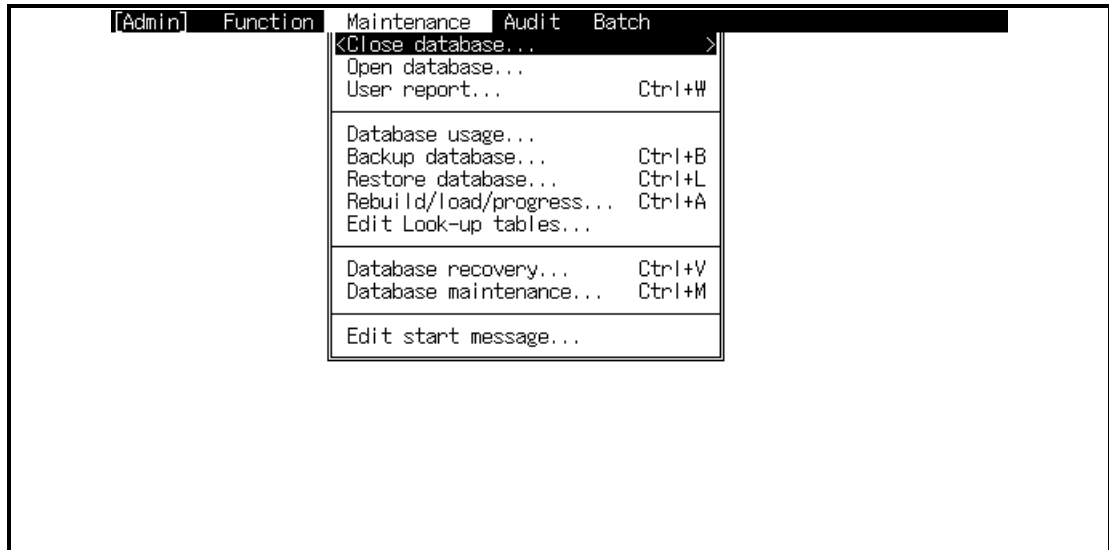 [Admin] Function Maintenance Audit Batch
<Close database... >
Open database...
User report... Ctrl+W
Database usage...
Backup database... Ctrl+B
Restore database... Ctrl+L
Rebuild/load/progress... Ctrl+A
Edit Look-up tables...
Database recovery... Ctrl+V
Database maintenance... Ctrl+M
Edit start message...